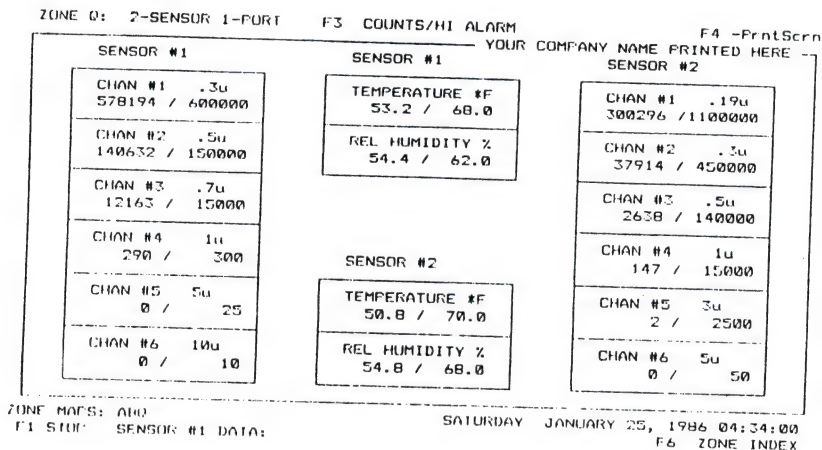 ZONE Q: 2-SENSOR 1-PORT F3 COUNTS/HI ALARM F4 -PrntScrn
YOUR COMPANY NAME PRINTED HERE
SENSOR #1
CHAN #1 .3u
578194 / 600000
CHAN #2 .5u
140632 / 150000
CHAN #3 .7u
12163 / 15000
CHAN #4 1u
290 / 300
CHAN #5 5u
0 / 25
CHAN #6 10u
0 / 10
SENSOR #1
TEMPERATURE *F
53.2 / 68.0
REL HUMIDITY %
54.4 / 62.0
SENSOR #2
TEMPERATURE *F
50.8 / 70.0
REL HUMIDITY %
54.8 / 68.0
SENSOR #2
CHAN #1 .19u
300296 /1100000
CHAN #2 .3u
37914 / 450000
CHAN #3 .5u
2638 / 140000
CHAN #4 1u
147 / 15000
CHAN #5 3u
2 / 2500
CHAN #6 5u
0 / 50
ZONE MAPS: ABQ
SATURDAY JANUARY 25, 1986 04:34:00
F1 STOP SENSOR #1 DATA: F6 ZONE INDEX